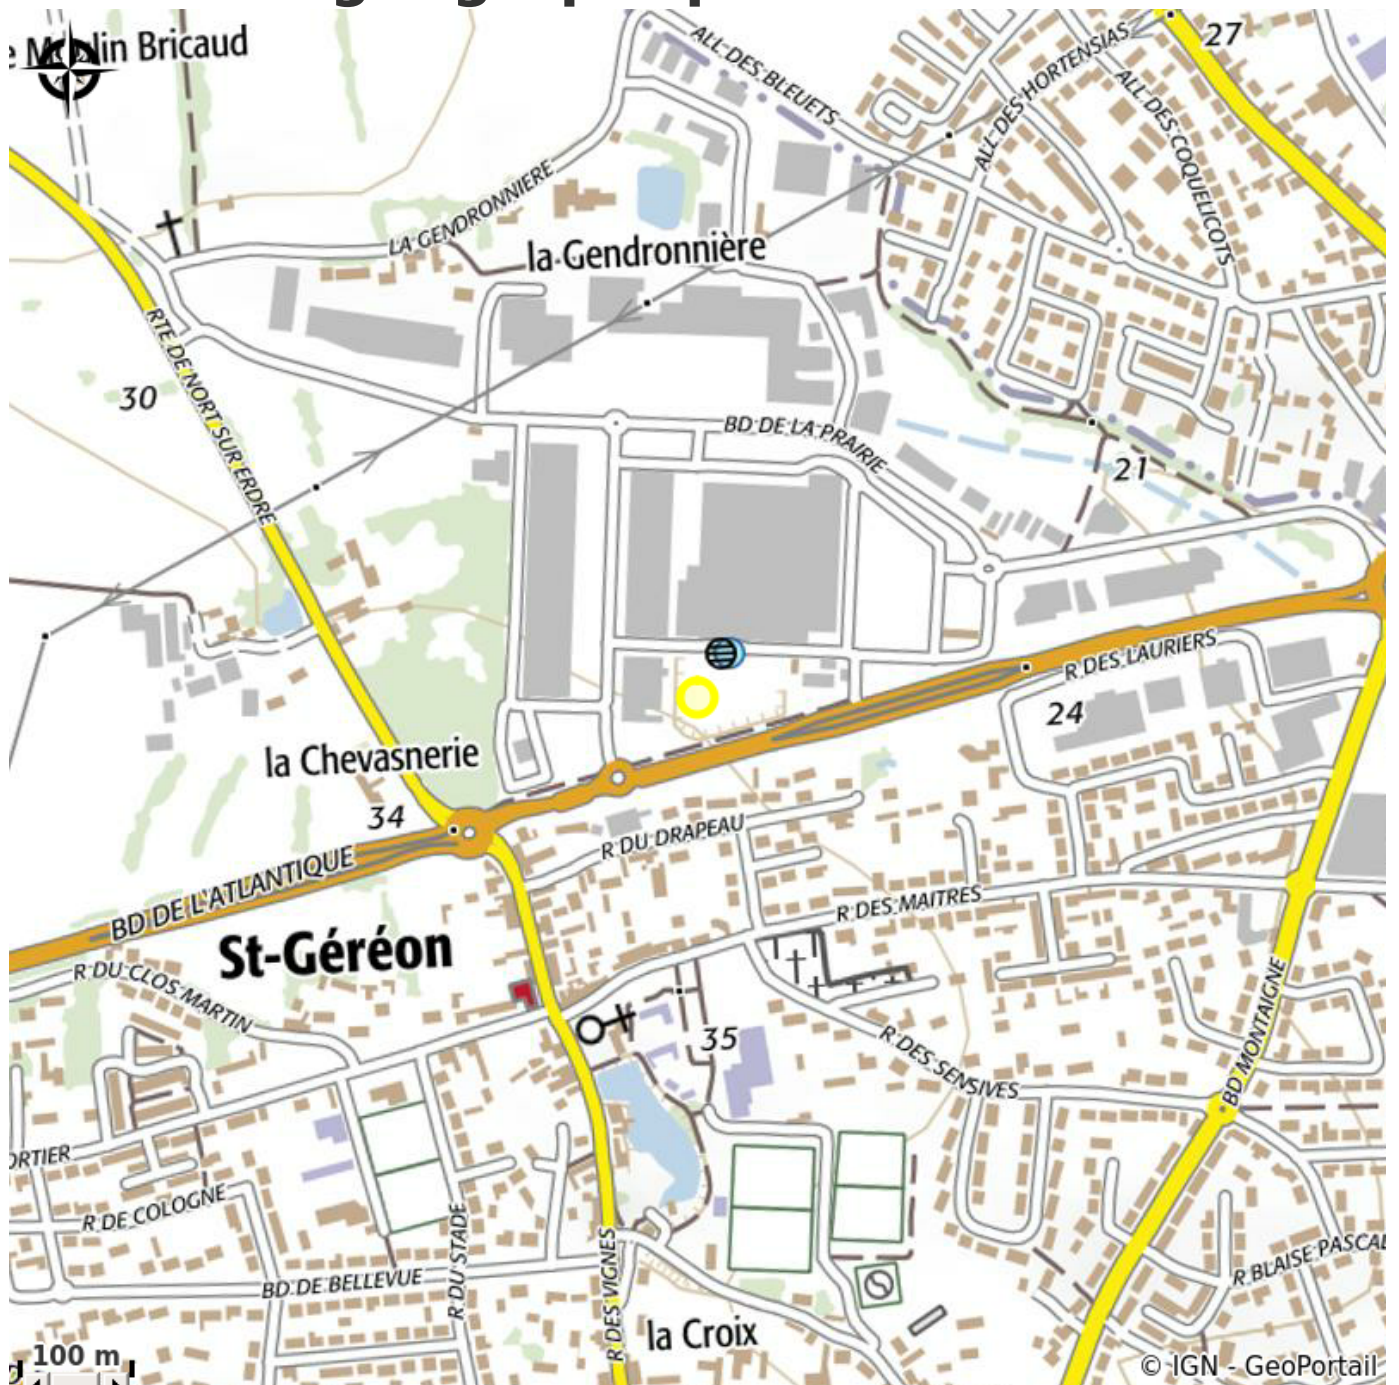 e Moulin Bricaud
ALL DES BLEUETS
ALL DES HORTENSIAS
27
ALL DES COQUELICOTS
LA GENDRONNIERE
la Gendronnière
RTE DE NORT SUR ERDRE
30
BD DE LA PRAIRIE
21
R DES LAURIERS
24
la Chevasnerie
34
R DU DRAPEAU
BD DE L'ATLANTIQUE
R DES MAITRES
St-Géréon
R DU CLOS MARTIN
BD MONTAIGNE
35
R DES SENSIVES
ORTIER
R DE COLOGNE
R DU STADE
R DES VIGNES
BD DE BELLEVUE
R BLAISE PASCAL
la Croix
100 m
© IGN - GeoPortail